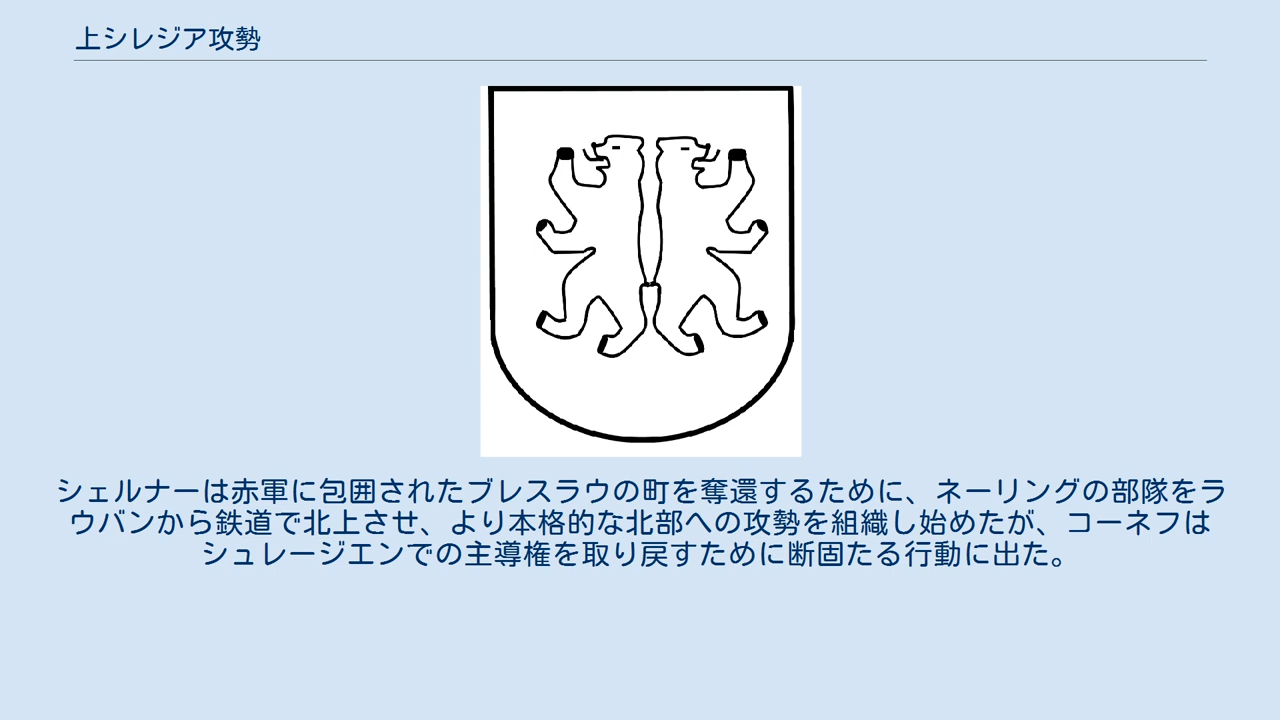 上シレジア攻勢
シェルナーは赤軍に包囲されたブレスラウの町を奪還するために、ネーリングの部隊をラ
ウバンから鉄道で北上させ、より本格的な北部への攻勢を組織し始めたが、コーネフは
シュレージエンでの主導権を取り戻すために断固たる行動に出た。